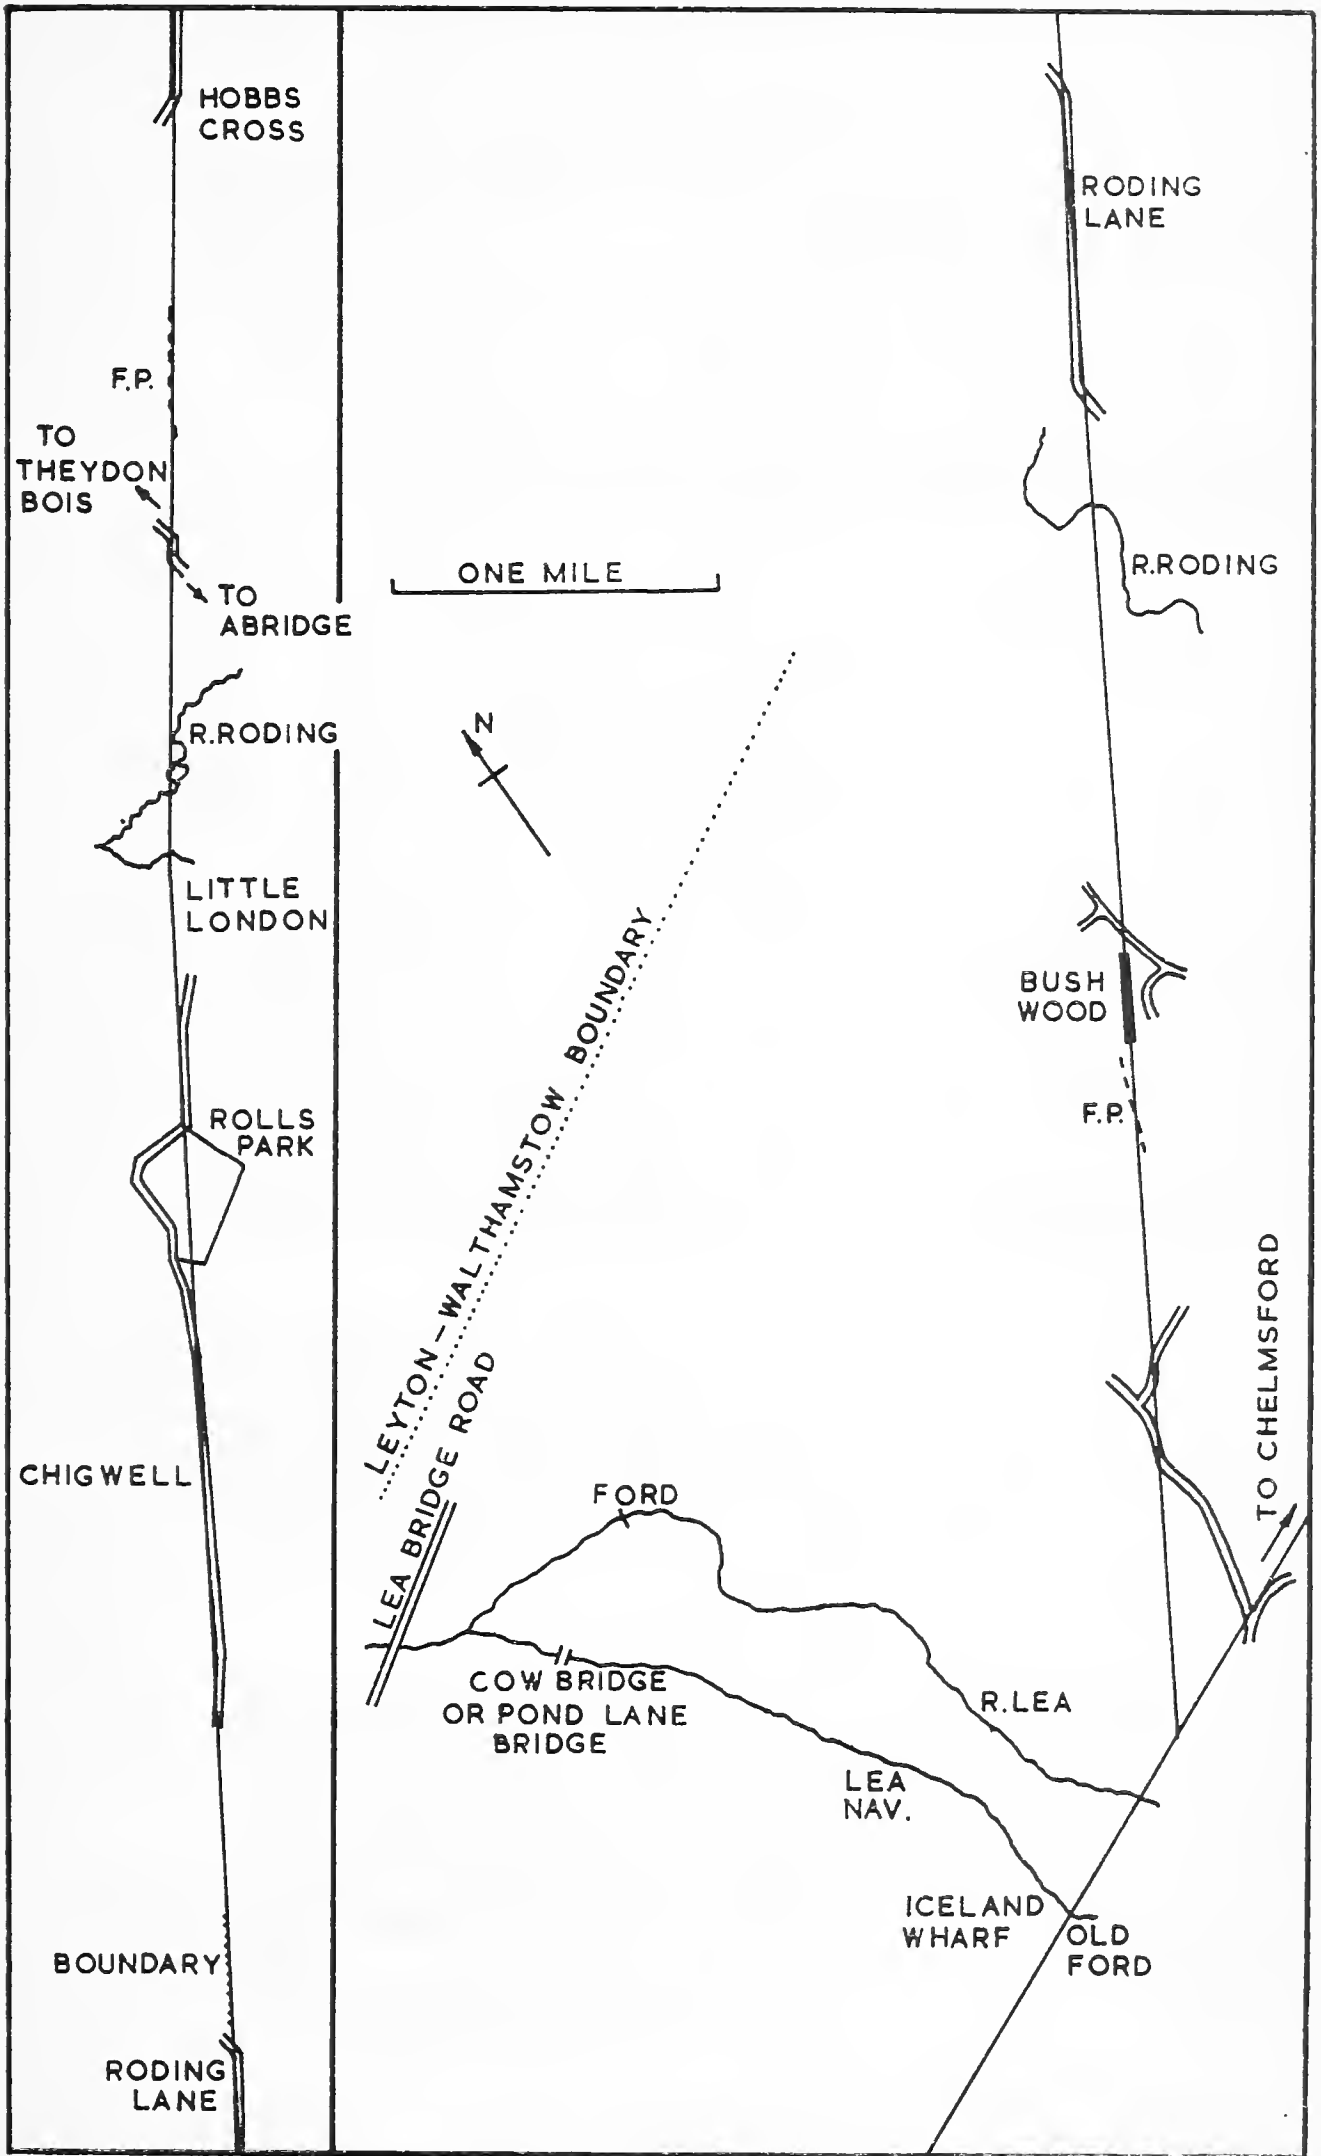 HOBBS
CROSS
F.P.
TO
THEYDON
BOIS
TO
ABRIDGE
R.RODING
LITTLE
LONDON
ROLLS
PARK
CHIGWELL
BOUNDARY
RODING
LANE
ONE MILE
N
LEYTON-WALTHAMSTOW BOUNDARY
LEA BRIDGE ROAD
FORD
COW BRIDGE
OR POND LANE
BRIDGE
R.LEA
LEA
NAV.
ICELAND
WHARF
OLD
FORD
RODING
LANE
R.RODING
BUSH
WOOD
F.P.
TO CHELMSFORD